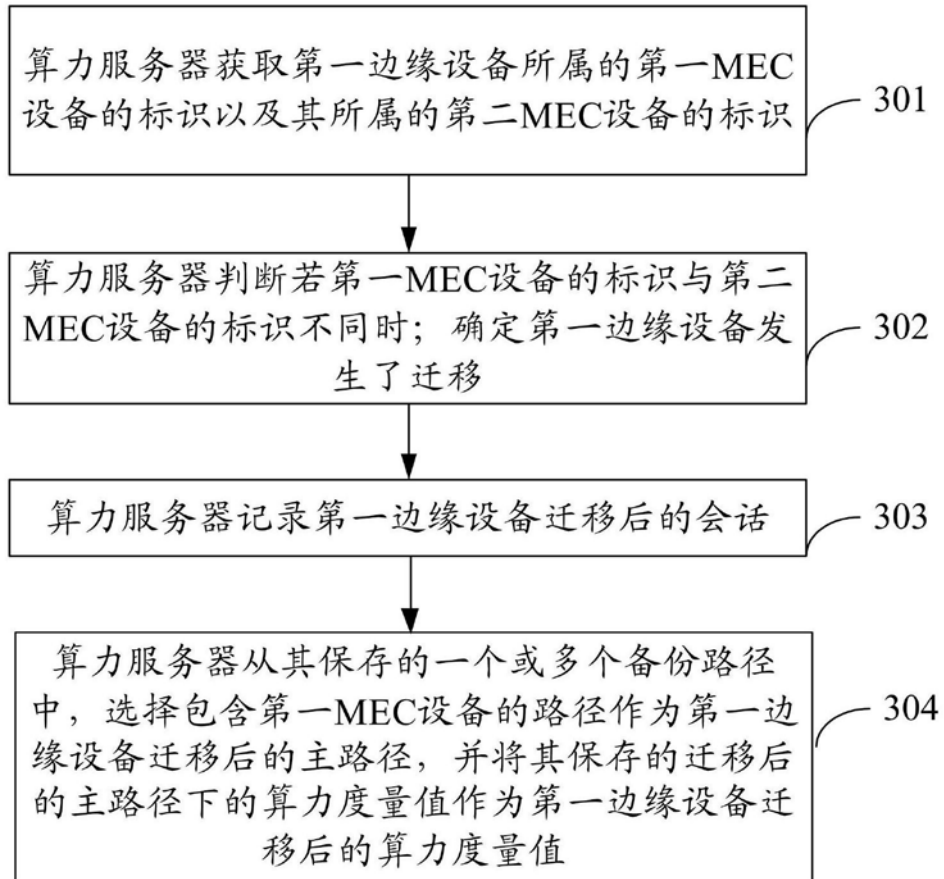 算力服务器获取第一边缘设备所属的第一MEC
设备的标识以及其所属的第二MEC设备的标识
301
算力服务器判断若第一MEC设备的标识与第二
MEC设备的标识不同时；确定第一边缘设备发
生了迁移
302
算力服务器记录第一边缘设备迁移后的会话
303
算力服务器从其保存的一个或多个备份路径
中，选择包含第一MEC设备的路径作为第一边
缘设备迁移后的主路径，并将其保存的迁移后
的主路径下的算力度量值作为第一边缘设备迁
移后的算力度量值
304